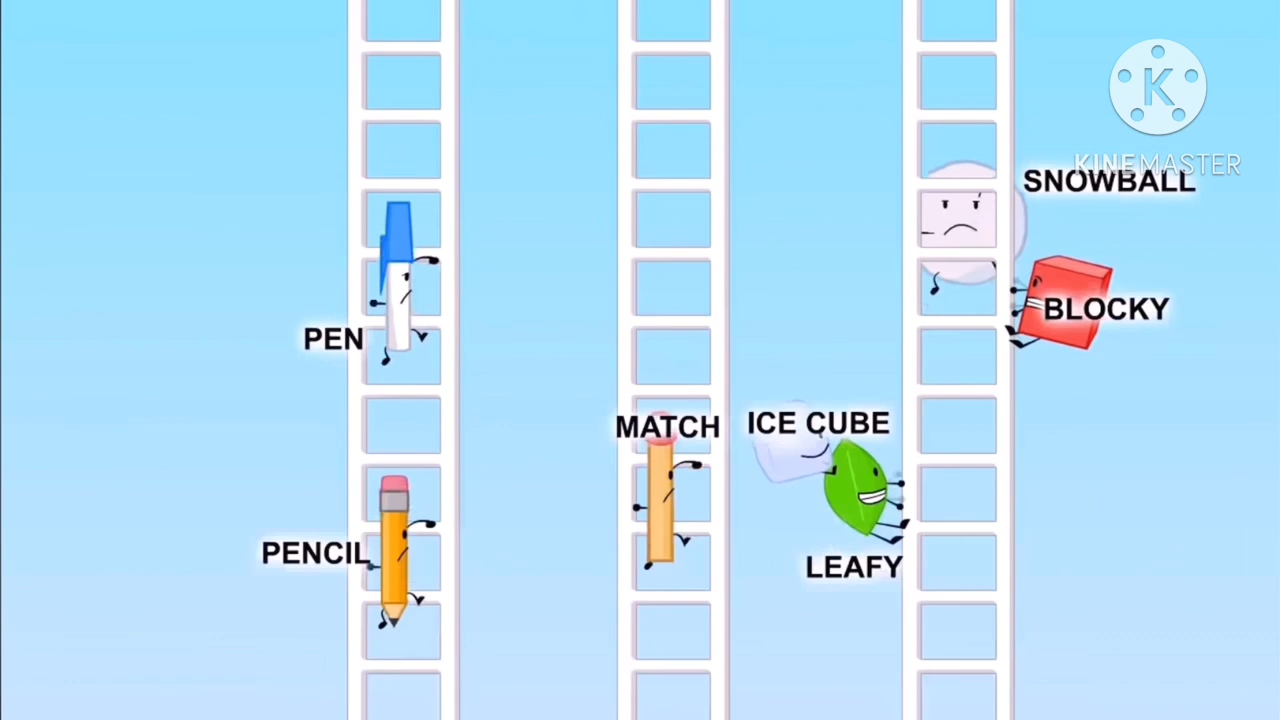 K
KINEMASTER
SNOWBALL
BLOCKY
PEN
MATCH
ICE CUBE
PENCIL
LEAFY